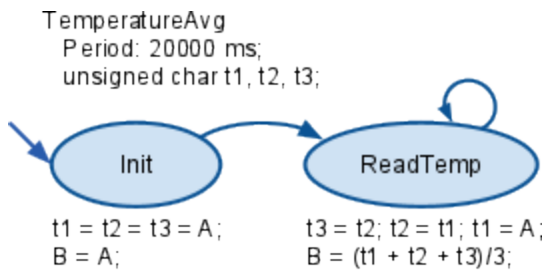 TemperatureAvg
Period: 20000 ms;
unsigned char t1, t2, t3;
Init
ReadTemp
t1 = t2 = t3 = A;
B = A;
t3 = t2; t2 = t1; t1 = A;
B = (t1 + t2 + t3)/3;